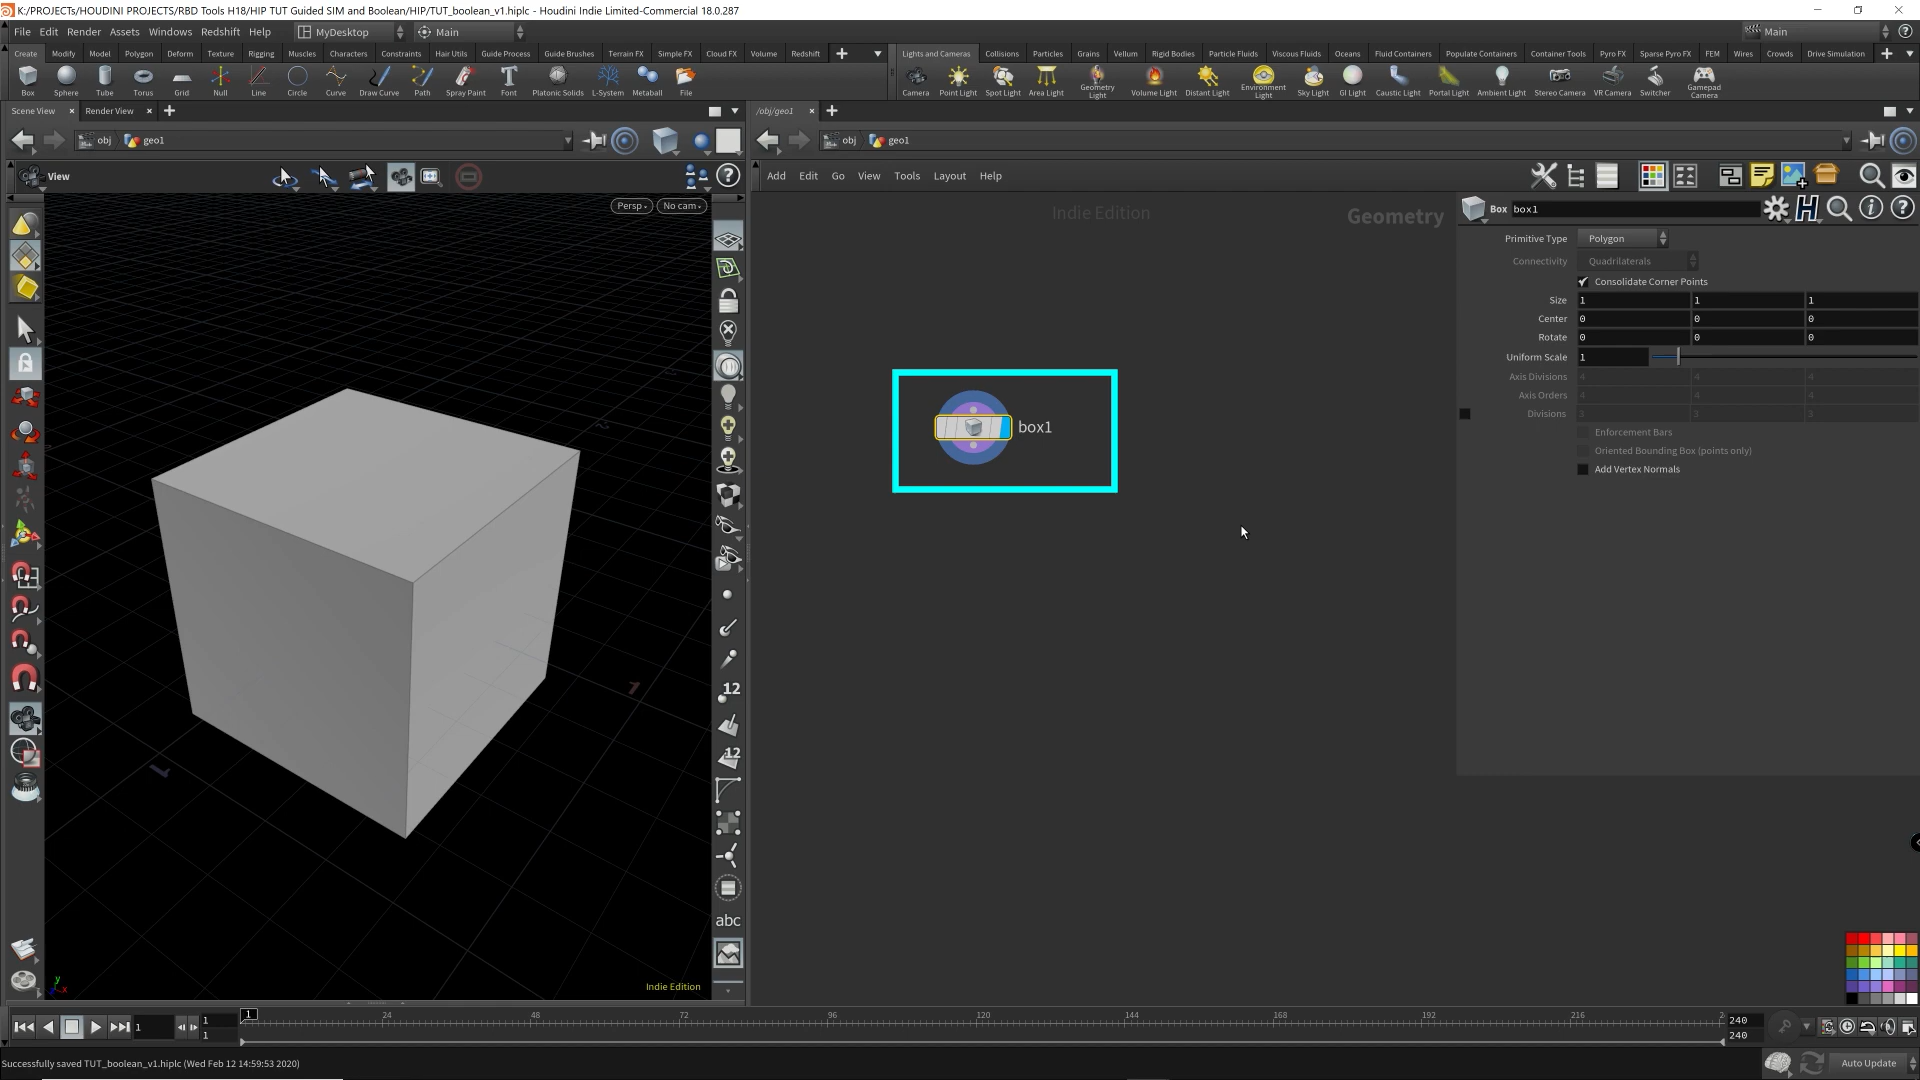 K:/PROJECTs/HOUDINI PROJECTS/RBD Tools H18/HIP TUT Guided SIM and Boolean/HIP/TUT_boolean_v1.hiplc - Houdini Indie Limited-Commercial 18.0.287
File Edit Render Assets Windows Redshift Help MyDesktop Main Main
Create Modify Model Polygon Deform Texture Rigging Muscles Characters Constraints Hair Utils Guide Process Guide Brushes Terrain FX Simple FX Cloud FX Volume Redshift
Lights and Cameras Collisions Particles Grains Vellum Rigid Bodies Particle Fluids Viscous Fluids Oceans Fluid Containers Populate Containers Container Tools Pyro FX Sparse Pyro FX FEM Wires Crowds Drive Simulation
Box Sphere Tube Torus Grid Null Line Circle Curve Draw Curve Path Spray Paint Font Platonic Solids L-System Metaball File
Camera Point Light Spot Light Area Light Geometry Light Volume Light Distant Light Environment Light Sky Light GI Light Caustic Light Portal Light Ambient Light Stereo Camera VR Camera Switcher Gamepad Camera
Scene View Render View
/obj/geo1
obj geo1
obj geo1
View
Add Edit Go View Tools Layout Help
Persp No cam
Indie Edition
Geometry
Box box1
Primitive Type Polygon
Connectivity Quadrilaterals
Consolidate Corner Points
Size 1 1 1
Center 0 0 0
Rotate 0 0 0
Uniform Scale 1
Axis Divisions 4 4 4
Axis Orders 4 4 4
Divisions 3 3 3
Enforcement Bars
Oriented Bounding Box (points only)
Add Vertex Normals
box1
12
12
abc
1
1
y
x
Indie Edition
1 1 1 1 24 48 72 96 120 144 168 192 216 2 240 240
Successfully saved TUT_boolean_v1.hiplc (Wed Feb 12 14:59:53 2020)
Auto Update